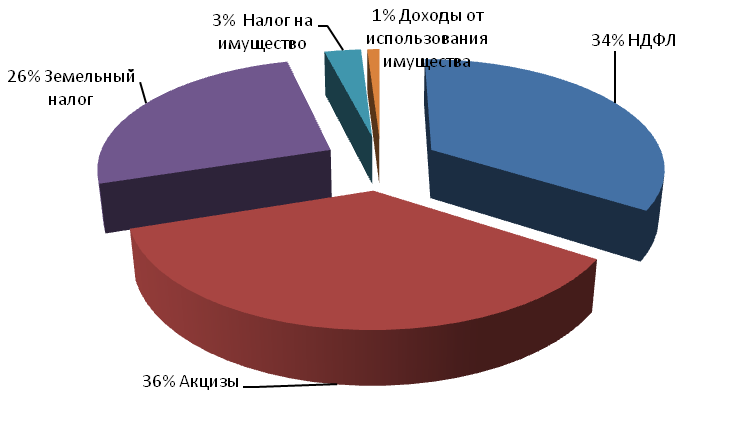 3% Налог на
имущество
1% Доходы от
использования
имущества
34% НДФЛ
26% Земельный
налог
36% Акцизы